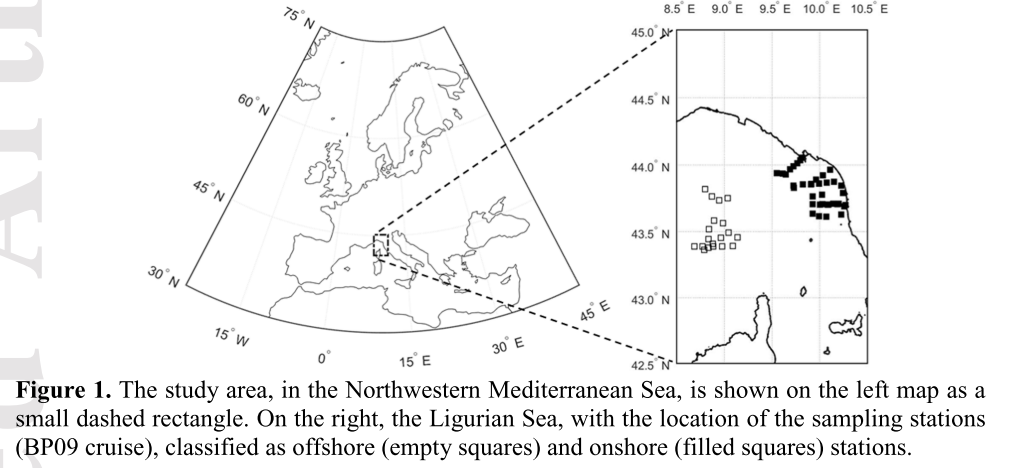 8.5° E 9.0° E 9.5° E 10.0° E 10.5° E
75° N
45.0° N
44.5° N
60° N
44.0° N
45° N
43.5° N
30° N
43.0° N
45° E
15° W
30° E
0°
15° E
42.5° N
Figure 1. The study area, in the Northwestern Mediterranean Sea, is shown on the left map as a
small dashed rectangle. On the right, the Ligurian Sea, with the location of the sampling stations
(BP09 cruise), classified as offshore (empty squares) and onshore (filled squares) stations.